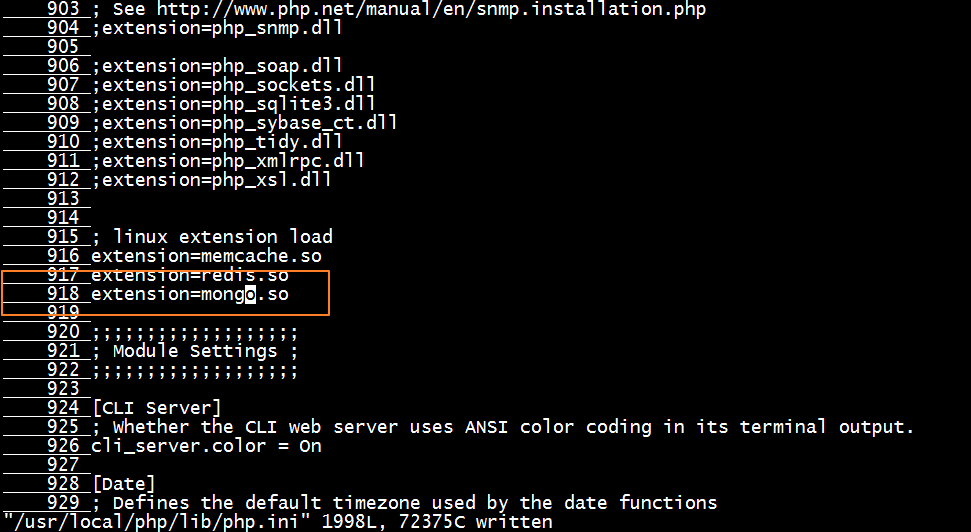 903 ; See http://www.php.net/manual/en/snmp.installation.php
904 ;extension=php_snmp.dll
905
906 ;extension=php_soap.dll
907 ;extension=php_sockets.dll
908 ;extension=php_sqlite3.dll
909 ;extension=php_sybase_ct.dll
910 ;extension=php_tidy.dll
911 ;extension=php_xmlrpc.dll
912 ;extension=php_xsl.dll
913
914
915 ; linux extension load
916 extension=memcache.so
917 extension=redis.so
918 extension=mongo.so
919
920 ;;;;;;;;;;;;;;;;;;;
921 ; Module Settings ;
922 ;;;;;;;;;;;;;;;;;;;
923
924 [CLI Server]
925 ; Whether the CLI web server uses ANSI color coding in its terminal output.
926 cli_server.color = On
927
928 [Date]
929 ; Defines the default timezone used by the date functions
"/usr/local/php/lib/php.ini" 1998L, 72375C written